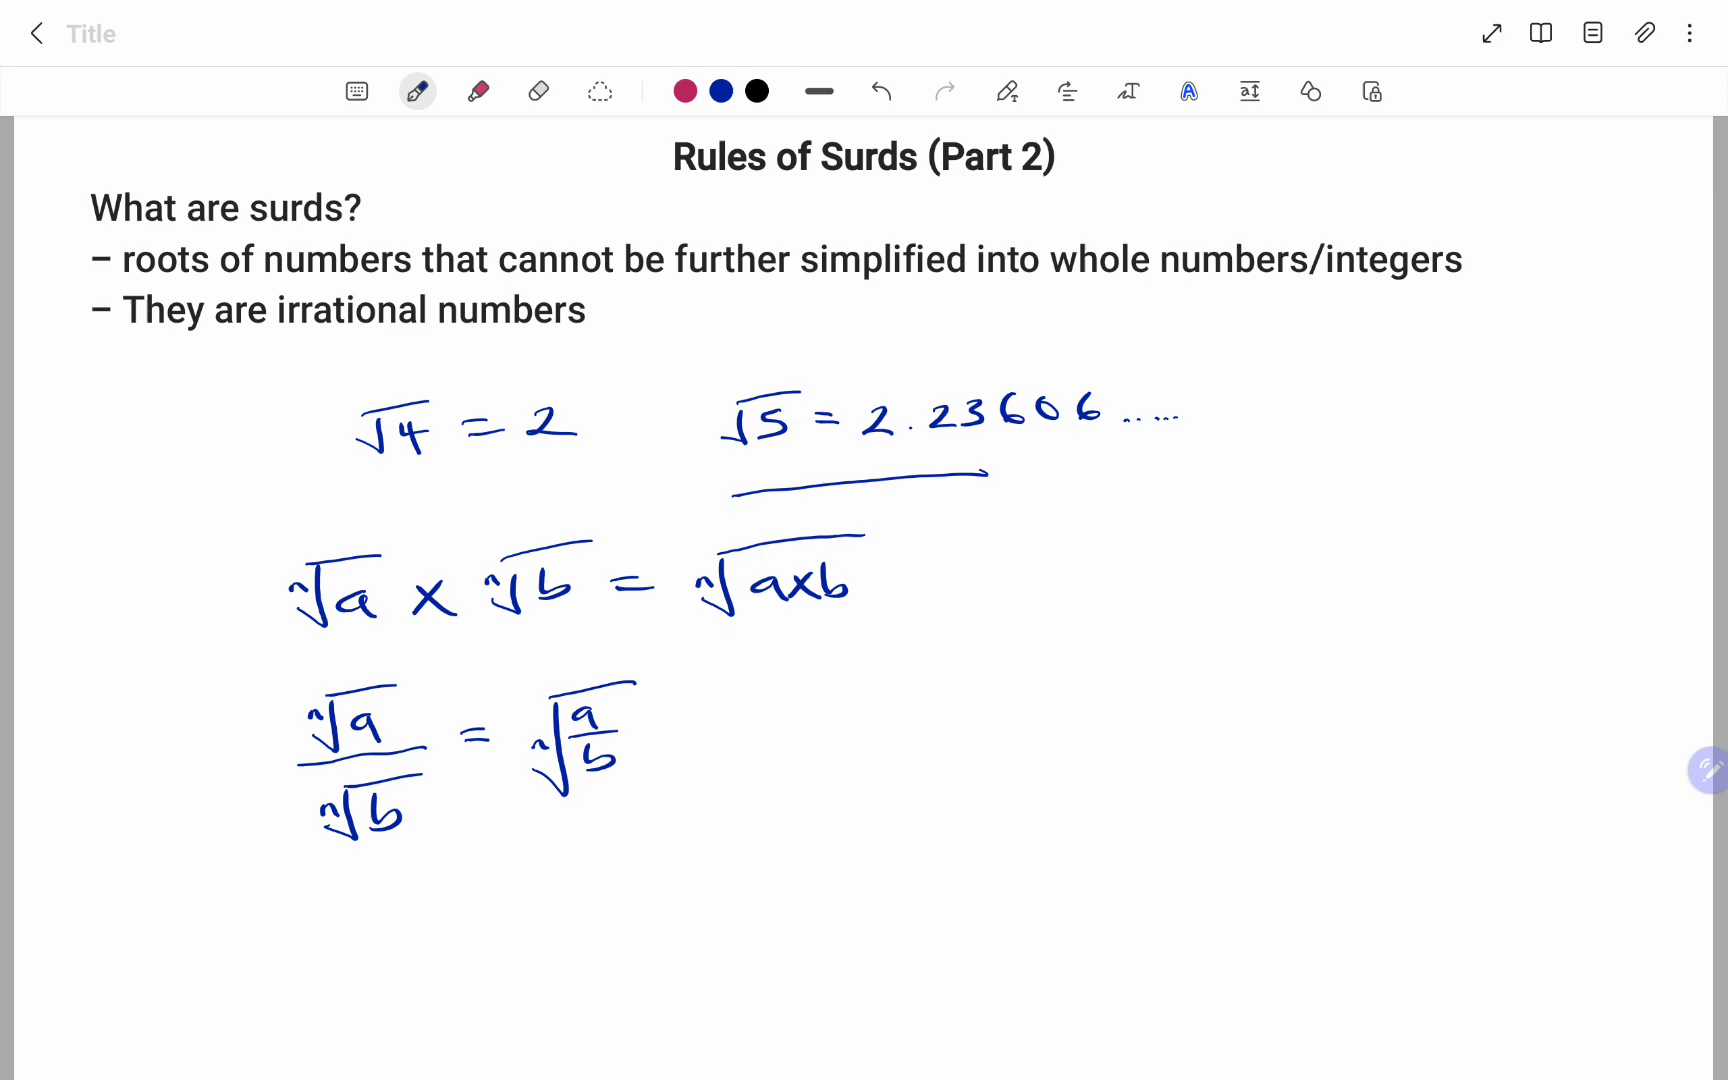 Title
Rules of Surds (Part 2)
What are surds?
– roots of numbers that cannot be further simplified into whole numbers/integers
– They are irrational numbers
√4 = 2    √5 = 2.23606.....
ⁿ√a × ⁿ√b = ⁿ√(a×b)
ⁿ√a / ⁿ√b = ⁿ√(a/b)